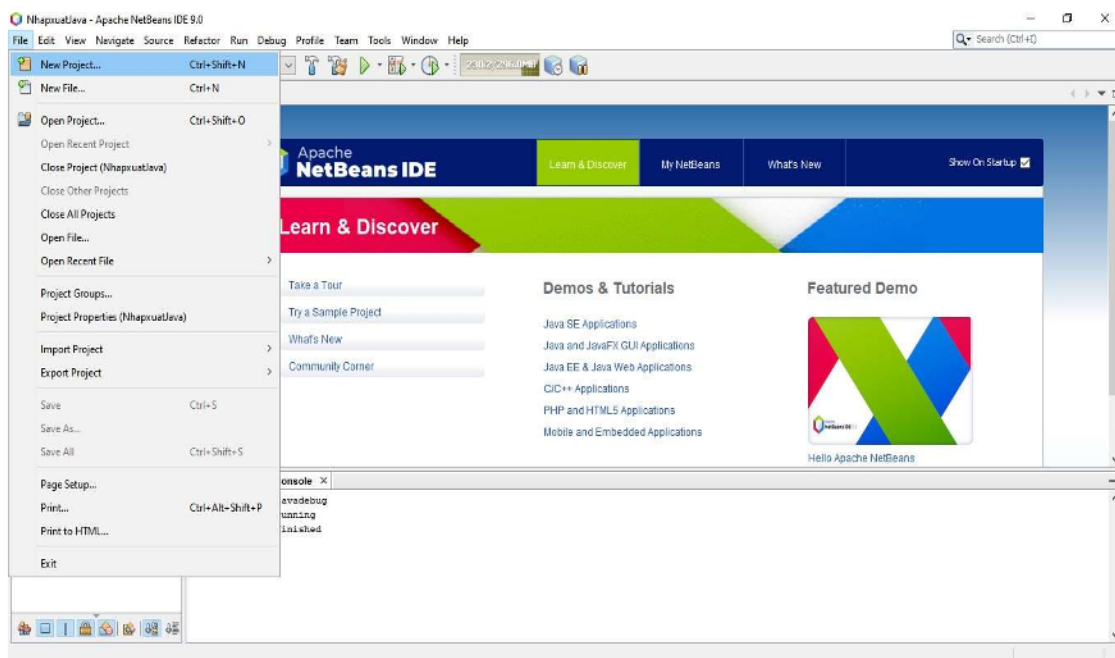 NhapxuatJava - Apache NetBeans IDE 9.0
File Edit View Navigate Source Refactor Run Debug Profile Team Tools Window Help
Search (Ctrl+I)
New Project... Ctrl+Shift+N
New File... Ctrl+N
Open Project... Ctrl+Shift+O
Open Recent Project
Close Project (NhapxuatJava)
Close Other Projects
Close All Projects
Open File...
Open Recent File
Project Groups...
Project Properties (NhapxuatJava)
Import Project
Export Project
Save Ctrl+S
Save As...
Save All Ctrl+Shift+S
Page Setup...
Print... Ctrl+Alt+Shift+P
Print to HTML...
Exit
Apache
NetBeans IDE
Learn & Discover My NetBeans What's New Show On Startup
Learn & Discover
Take a Tour
Try a Sample Project
What's New
Community Corner
Demos & Tutorials
Java SE Applications
Java and JavaFX GUI Applications
Java EE & Java Web Applications
C/C++ Applications
PHP and HTML5 Applications
Mobile and Embedded Applications
Featured Demo
Hello Apache NetBeans
onsole
avadebug
unning
inished